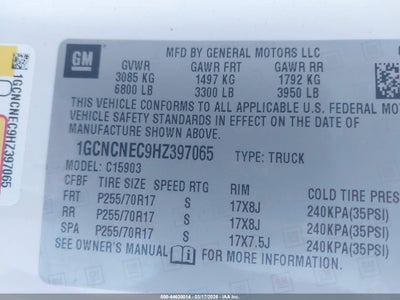 GM
MFD BY GENERAL MOTORS LLC
GVWR GAWR FRT GAWR RR
3085 KG 1497 KG 1792 KG
6800 LB 3300 LB 3950 LB
THIS VEHICLE CONFORMS TO ALL APPLICABLE U.S. FEDERAL MOTOR
VEHICLE SAFETY STANDARDS IN EFFECT ON THE DATE OF
MANUFACTURE SHOWN ABOVE.
1GCNCNEC9HZ397065 TYPE: TRUCK
MODEL: C15903
CFBF TIRE SIZE SPEED RTG RIM COLD TIRE
FRT P255/70R17 S 17X8J 240KPA(35PSI)
RR P255/70R17 S 17X8J 240KPA(35PSI)
SPA P255/70R17 S 17X7.5J 240KPA(35PSI)
SEE OWNER'S MANUAL FOR MORE INFORMATION.
1GCNCNEC9HZ397065